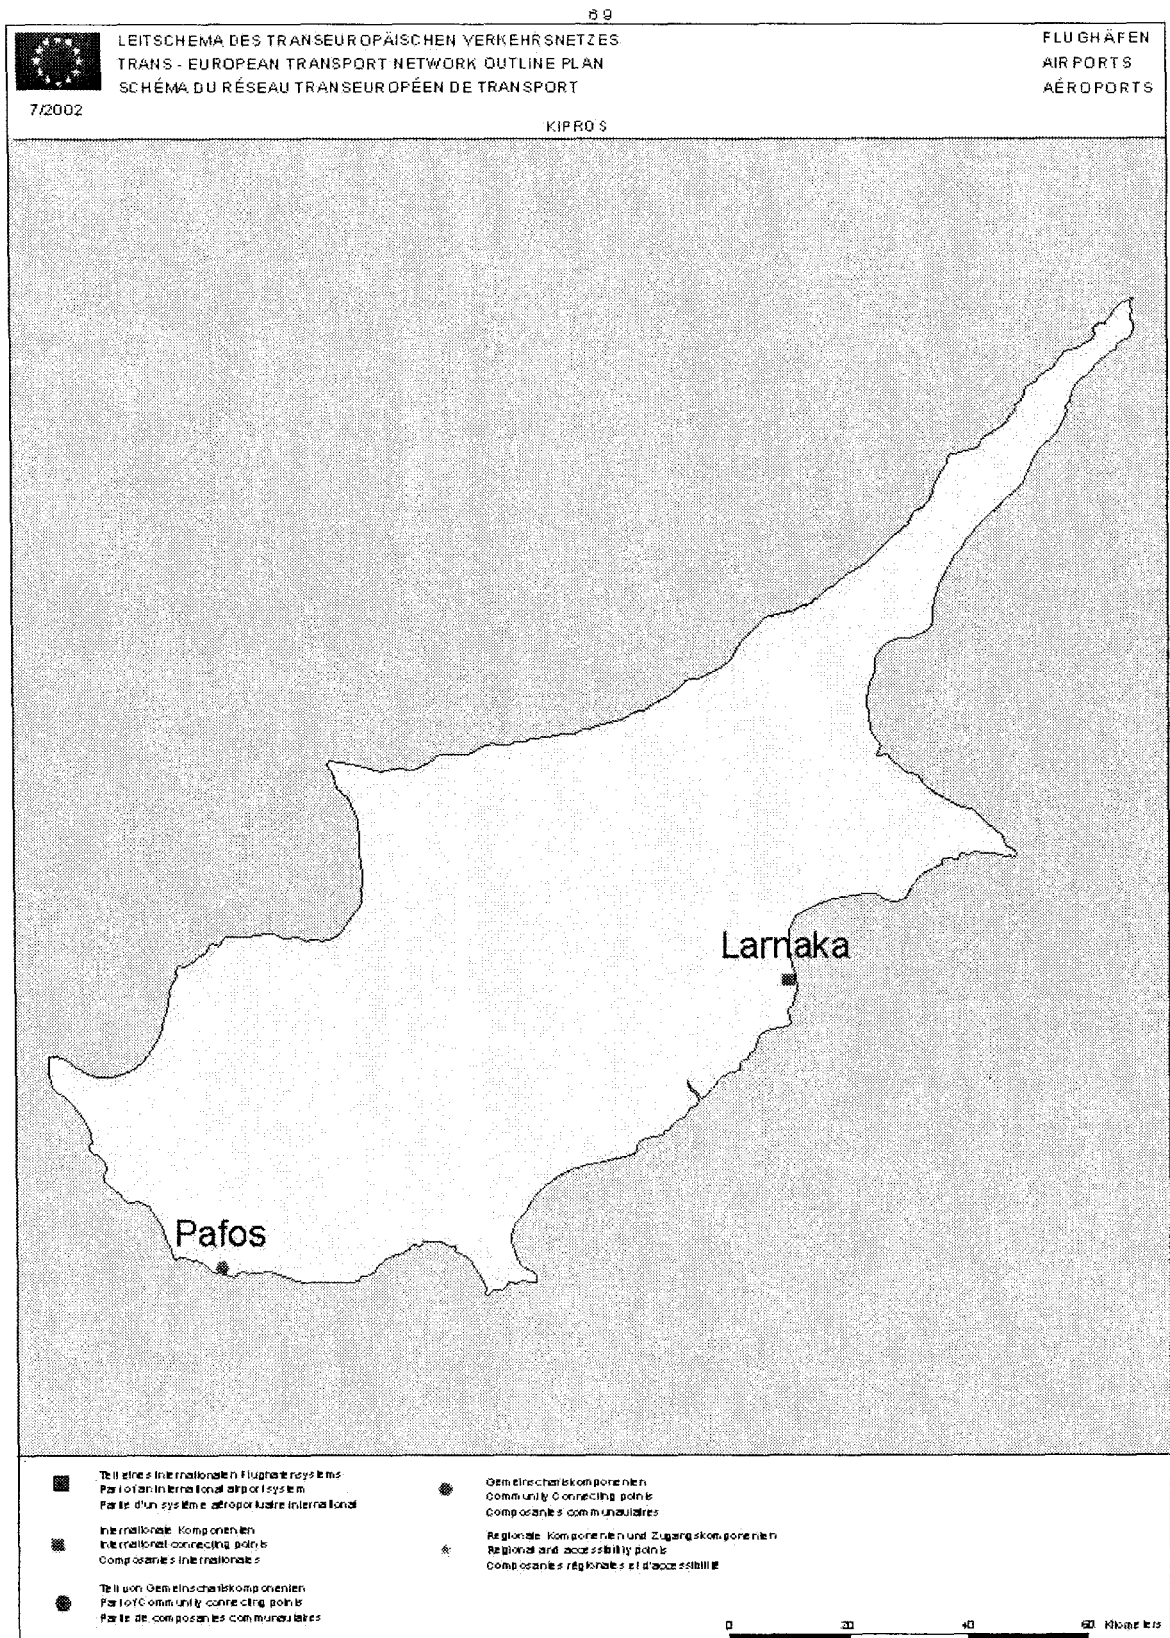 69
LEITSCHEMA DES TRANSEUROPÄISCHEN VERKEHRSNETZES
TRANS - EUROPEAN TRANSPORT NETWORK OUTLINE PLAN
SCHÉMA DU RÉSEAU TRANSEUROPÉEN DE TRANSPORT
FLUGHÄFEN
AIRPORTS
AÉROPORTS
7/2002
KIPROS
Larnaka
Pafos
Teil eines Internationalen Flughafensystems
Part of an International airport system
Partie d'un système aéroportuaire international
Internationale Komponenten
International connecting points
Composantes Internationales
Teil von Gemeinschaftskomponenten
Part of Community connecting points
Partie de composantes communautaires
Gemeinschaftskomponenten
Community Connecting points
Composantes communautaires
Regionale Komponenten und Zugangskomponenten
Regional and accessibility points
Composantes régionales et d'accessibilité
0 20 40 60 Kilometers